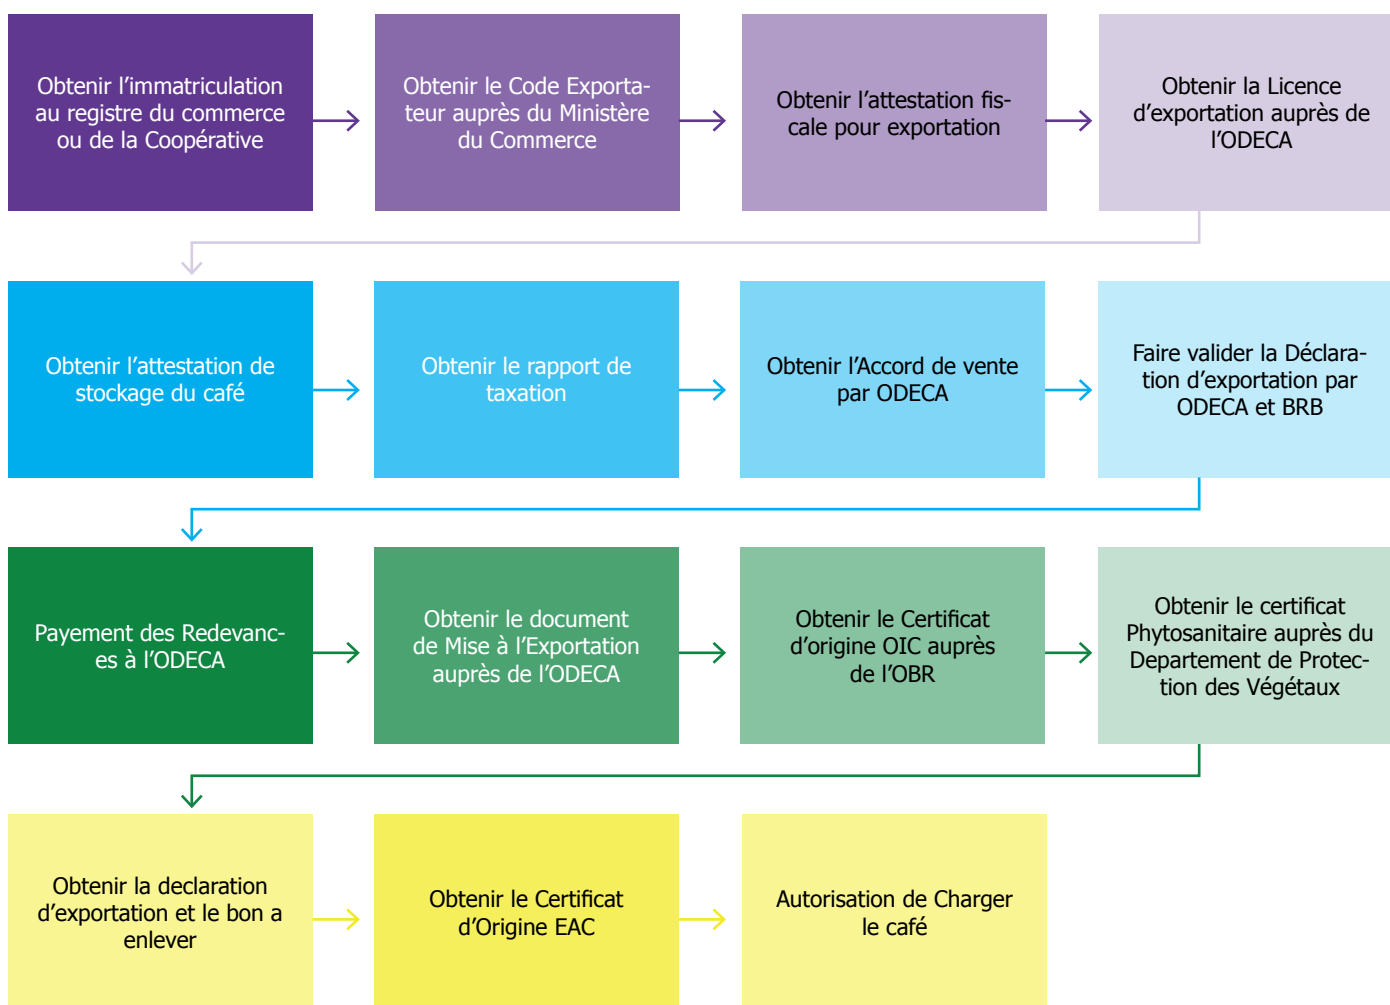 Obtenir l’immatriculation
au registre du commerce
ou de la Coopérative
Obtenir le Code Exporta-
teur auprès du Ministère
du Commerce
Obtenir l’attestation fis-
cale pour exportation
Obtenir la Licence
d’exportation auprès de
l’ODECA
Obtenir l’attestation de
stockage du café
Obtenir le rapport de
taxation
Obtenir l’Accord de vente
par ODECA
Faire valider la Déclara-
tion d’exportation par
ODECA et BRB
Payement des Redevanc-
es à l’ODECA
Obtenir le document
de Mise à l’Exportation
auprès de l’ODECA
Obtenir le Certificat
d’origine OIC auprès
de l’OBR
Obtenir le certificat
Phytosanitaire auprès du
Departement de Protec-
tion des Végétaux
Obtenir la declaration
d’exportation et le bon a
enlever
Obtenir le Certificat
d’Origine EAC
Autorisation de Charger
le café